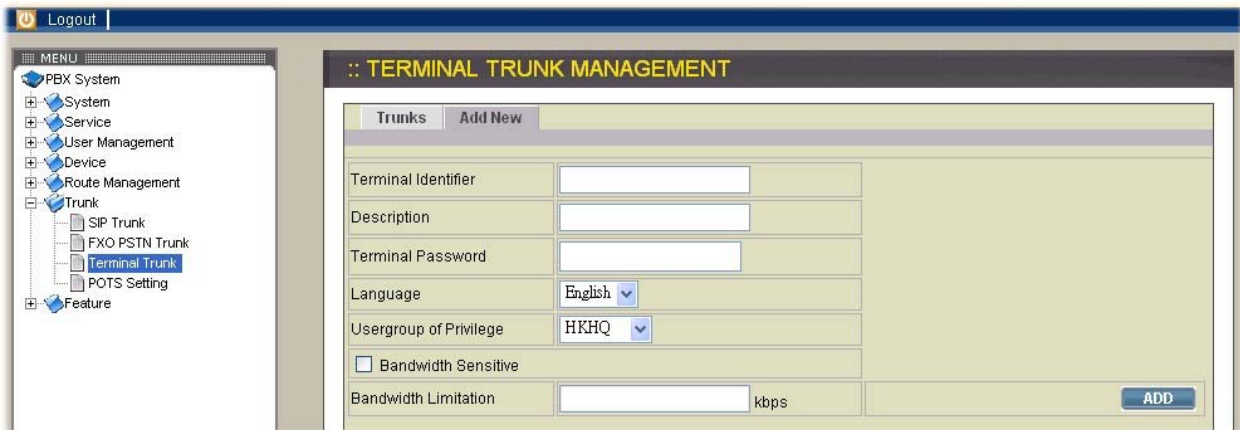 Logout
MENU
PBX System
System
Service
User Management
Device
Route Management
Trunk
SIP Trunk
FXO PSTN Trunk
Terminal Trunk
POTS Setting
Feature
:: TERMINAL TRUNK MANAGEMENT
Trunks Add New
Terminal Identifier
Description
Terminal Password
Language English
Usergroup of Privilege HKHQ
Bandwidth Sensitive
Bandwidth Limitation kbps ADD